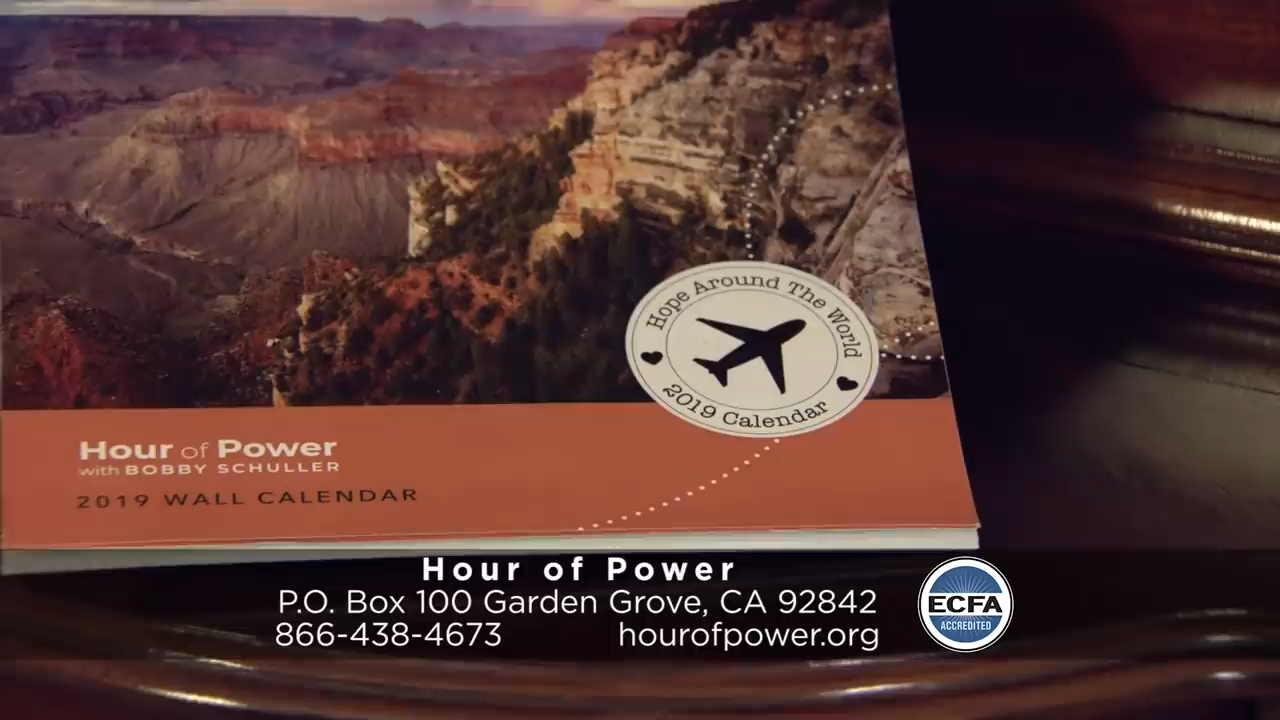 Hope Around The World
2019 Calendar
Hour of Power
with BOBBY SCHULLER
2019 WALL CALENDAR
Hour of Power
P.O. Box 100 Garden Grove, CA 92842
866-438-4673 hourofpower.org
ECFA
ACCREDITED